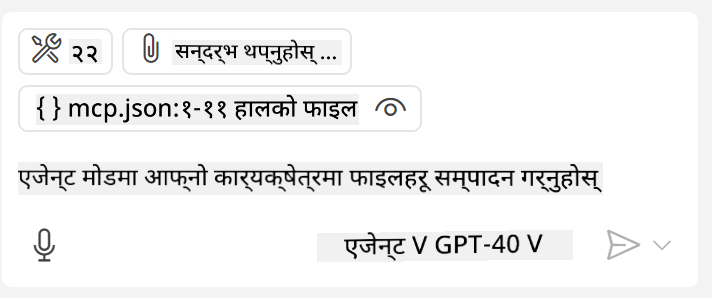 २२ सन्दर्भ थप्नुहोस् ...
{ } mcp.json:१-११ हालको फाइल
एजेन्ट मोडमा आफ्नो कार्यक्षेत्रमा फाइलहरू सम्पादन गर्नुहोस्
एजेन्ट V GPT-40 V